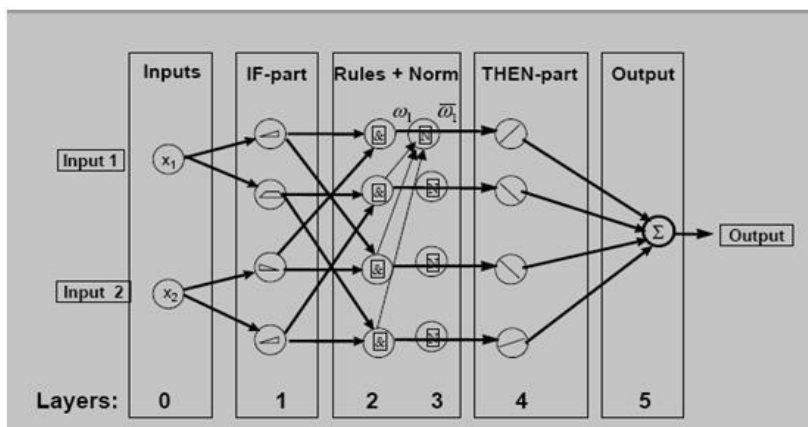 Inputs IF-part Rules + Norm THEN-part Output
ω₁ ω̅₁
Input 1 x₁ & N
& N
Σ Output
Input 2 x₂ & N
& N
Layers: 0 1 2 3 4 5